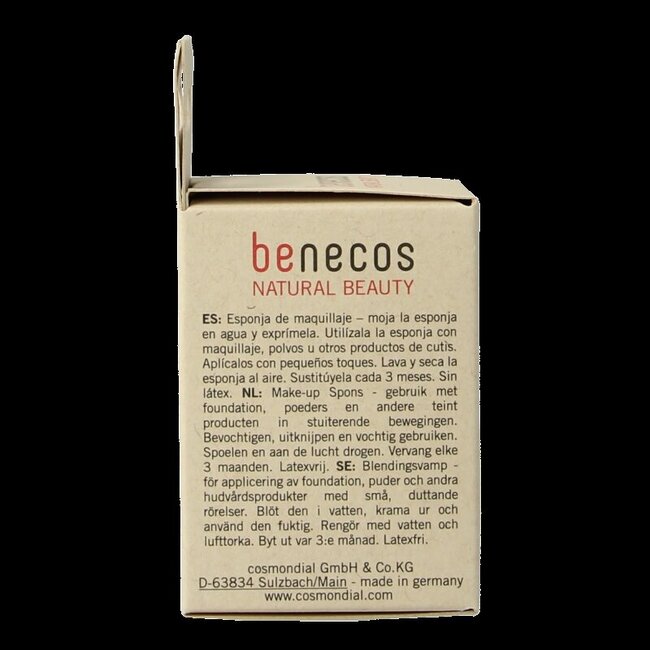 benecos
NATURAL BEAUTY
ES: Esponja de maquillaje – moja la esponja
en agua y exprímela. Utilízala la esponja con
maquillaje, polvos u otros productos de cutis.
Aplícalos con pequeños toques. Lava y seca la
esponja al aire. Sustitúyela cada 3 meses. Sin
látex. NL: Make-up Spons - gebruik met
foundation, poeders en andere teint
producten in stuiterende bewegingen.
Bevochtigen, uitknijpen en vochtig gebruiken.
Spoelen en aan de lucht drogen. Vervang elke
3 maanden. Latexvrij. SE: Blendingsvamp -
för applicering av foundation, puder och andra
hudvårdsprodukter med små, duttande
rörelser. Blöt den i vatten, krama ur och
använd den fuktig. Rengör med vatten och
lufttorka. Byt ut var 3:e månad. Latexfri.
cosmondial GmbH & Co.KG
D-63834 Sulzbach/Main - made in germany
www.cosmondial.com